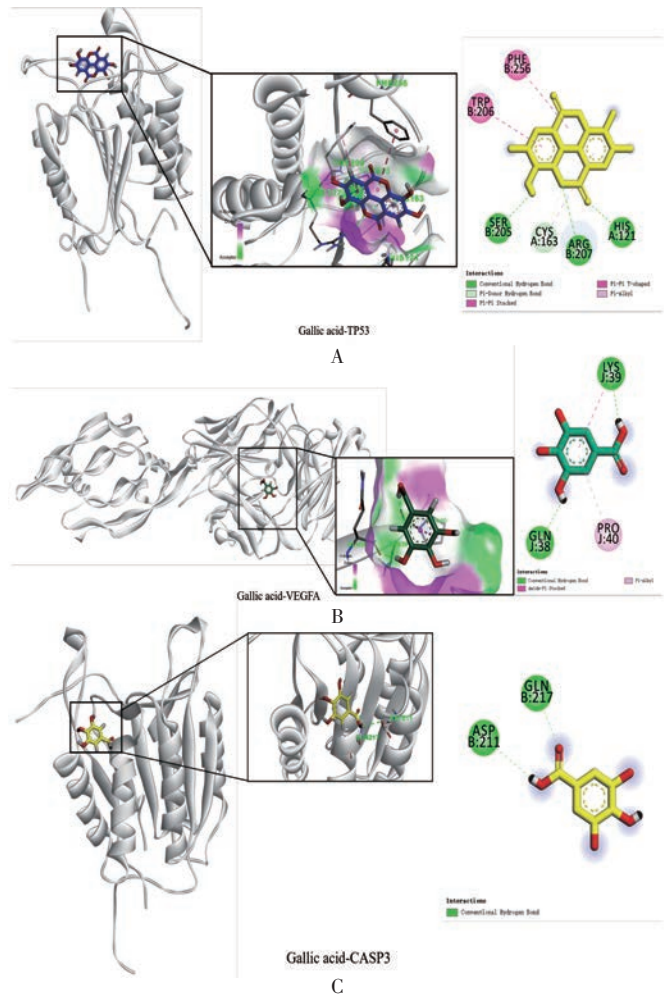 PHE
B:256
TRP
B:206
SER
B:205
CYS
A:163
ARG
B:207
HIS
A:121
Interactions
Conventional Hydrogen Bond
Pi-Donor Hydrogen Bond
Pi-Pi Stacked
Pi-Pi T-shaped
Pi-Alkyl
Gallic acid-TP53
A
LYS
J:39
GLN
J:38
PRO
J:40
Interactions
Conventional Hydrogen Bond
Amide-Pi Stacked
Pi-Alkyl
Gallic acid-VEGFA
B
GLN
B:217
ASP
B:211
Interactions
Conventional Hydrogen Bond
Gallic acid-CASP3
C